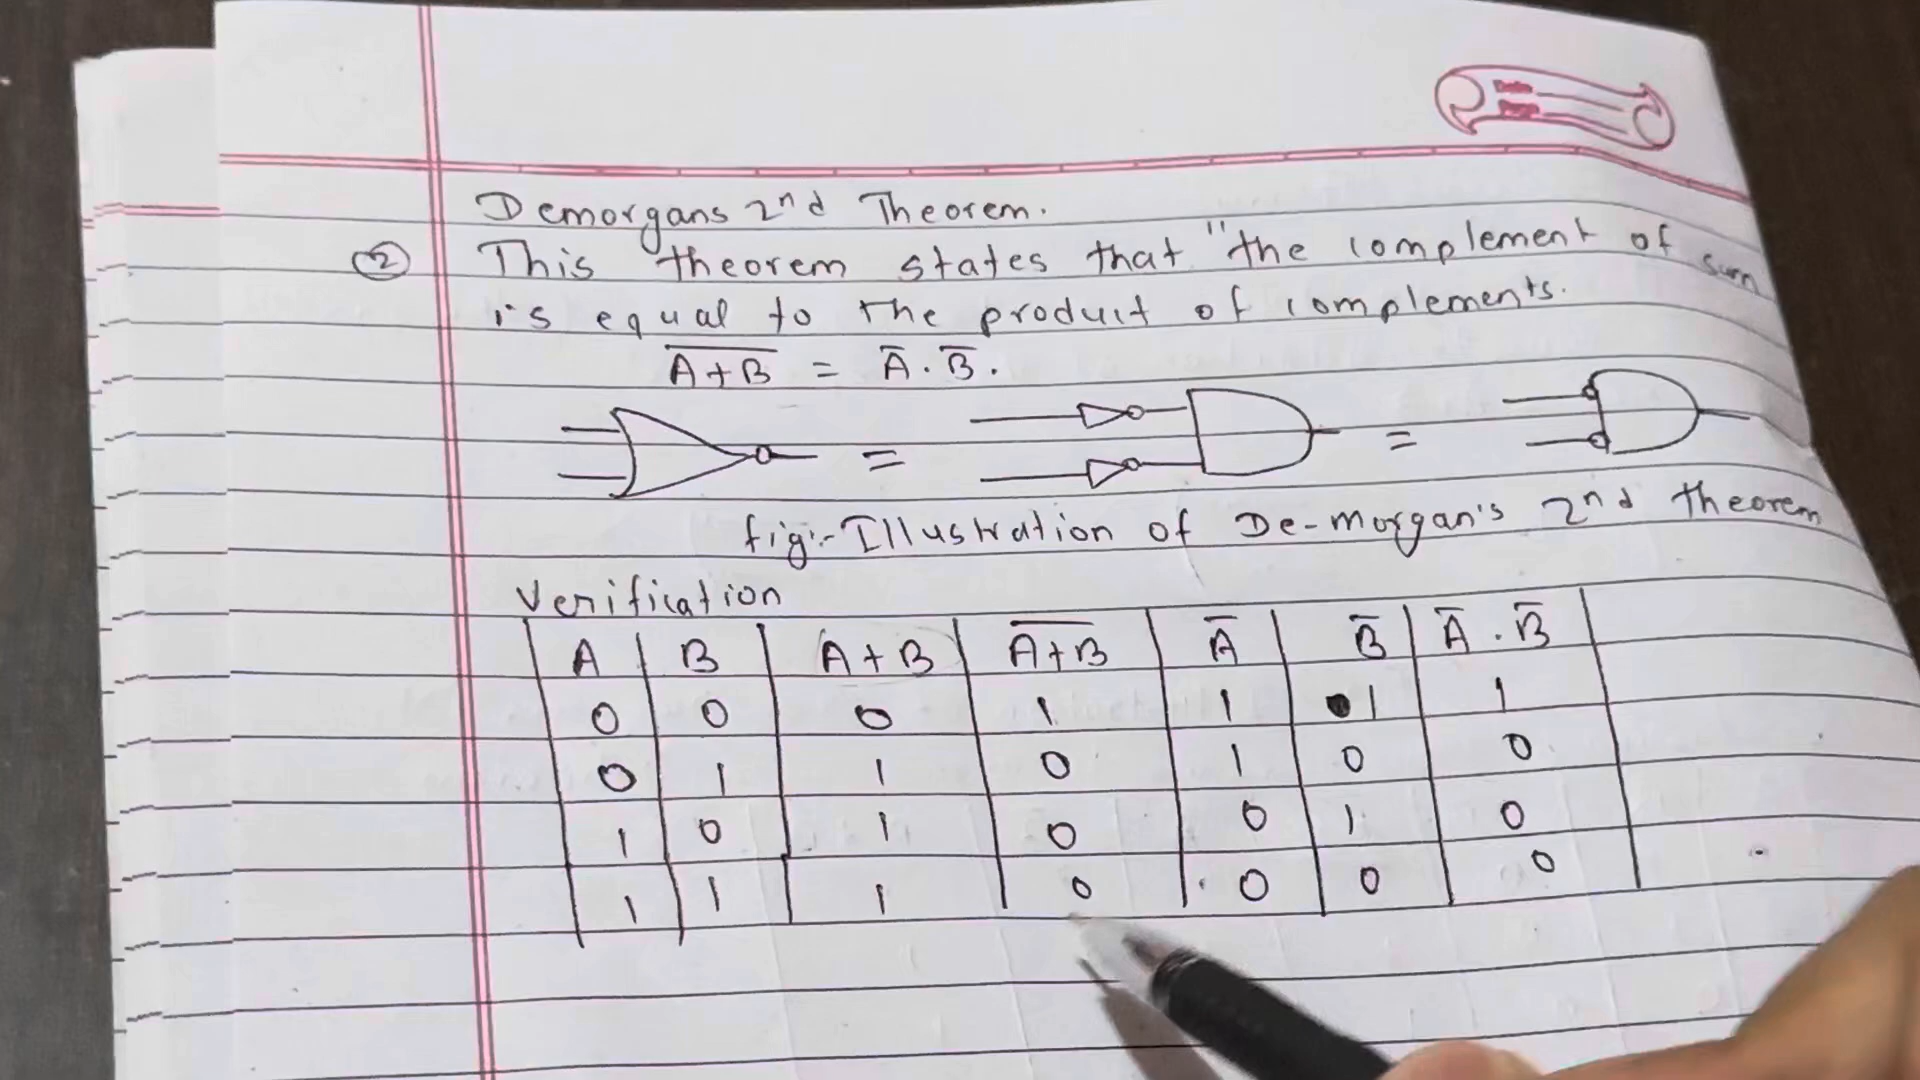 Date
Page
Demorgans 2nd Theorem.
② This theorem states that "the complement of sum
is equal to the product of complements.
A̅+̅B̅ = A̅ . B̅ .
= =
fig:- Illustration of De-Morgan's 2nd theorem
Verification
A B A+B A̅+̅B̅ A̅ B̅ A̅ . B̅
0 0 0 1 1 1 1
0 1 1 0 1 0 0
1 0 1 0 0 1 0
1 1 1 0 0 0 0